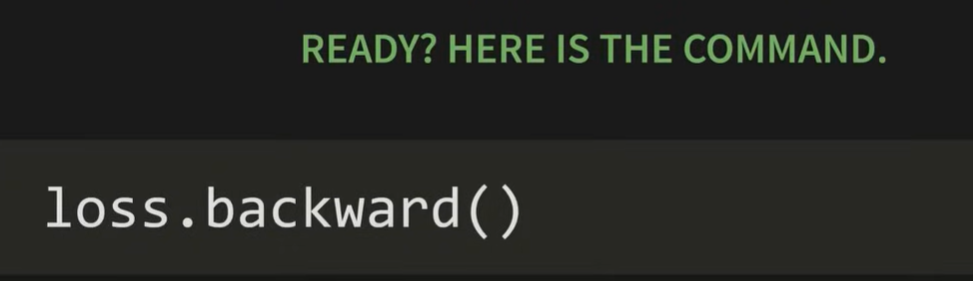 READY? HERE IS THE COMMAND.
loss.backward()